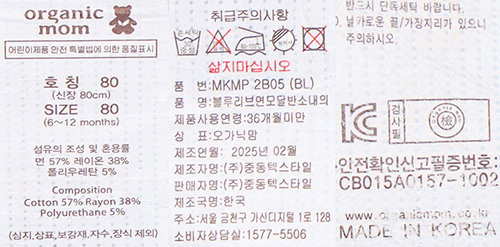 organic
mom
어린이제품 안전 특별법에 의한 품질표시
호 칭 80
(신장 80cm)
SIZE 80
(6~12 months)
섬유의 조성 및 혼용률
면 57% 레이온 38%
폴리우레탄 5%
Composition
Cotton 57% Rayon 38%
Polyurethane 5%
(심지,상표,보강재,자수,장식 제외)
취급주의사항
삶지마십시오
품 번:MKMP 2B05 (BL)
품 명:블루리브면모달반소내의
제품사용연령:36개월미만
상 표:오가닉맘
제조연월: 2025년 02월
제조자명:(주)중동텍스타일
판매자명:(주)중동텍스타일
제조국명:한국
주소:서울 금천구 가산디지털 1로 128
소비자상담실:1577-5506
반드시 단독세탁 바랍니다.
날카로운 끝/가장자리가 있으니
주의하시오.
KC
검사필
檢
안전확인신고필증번호:
CB015A0157-1002
www.organicmom.co.kr
MADE IN KOREA